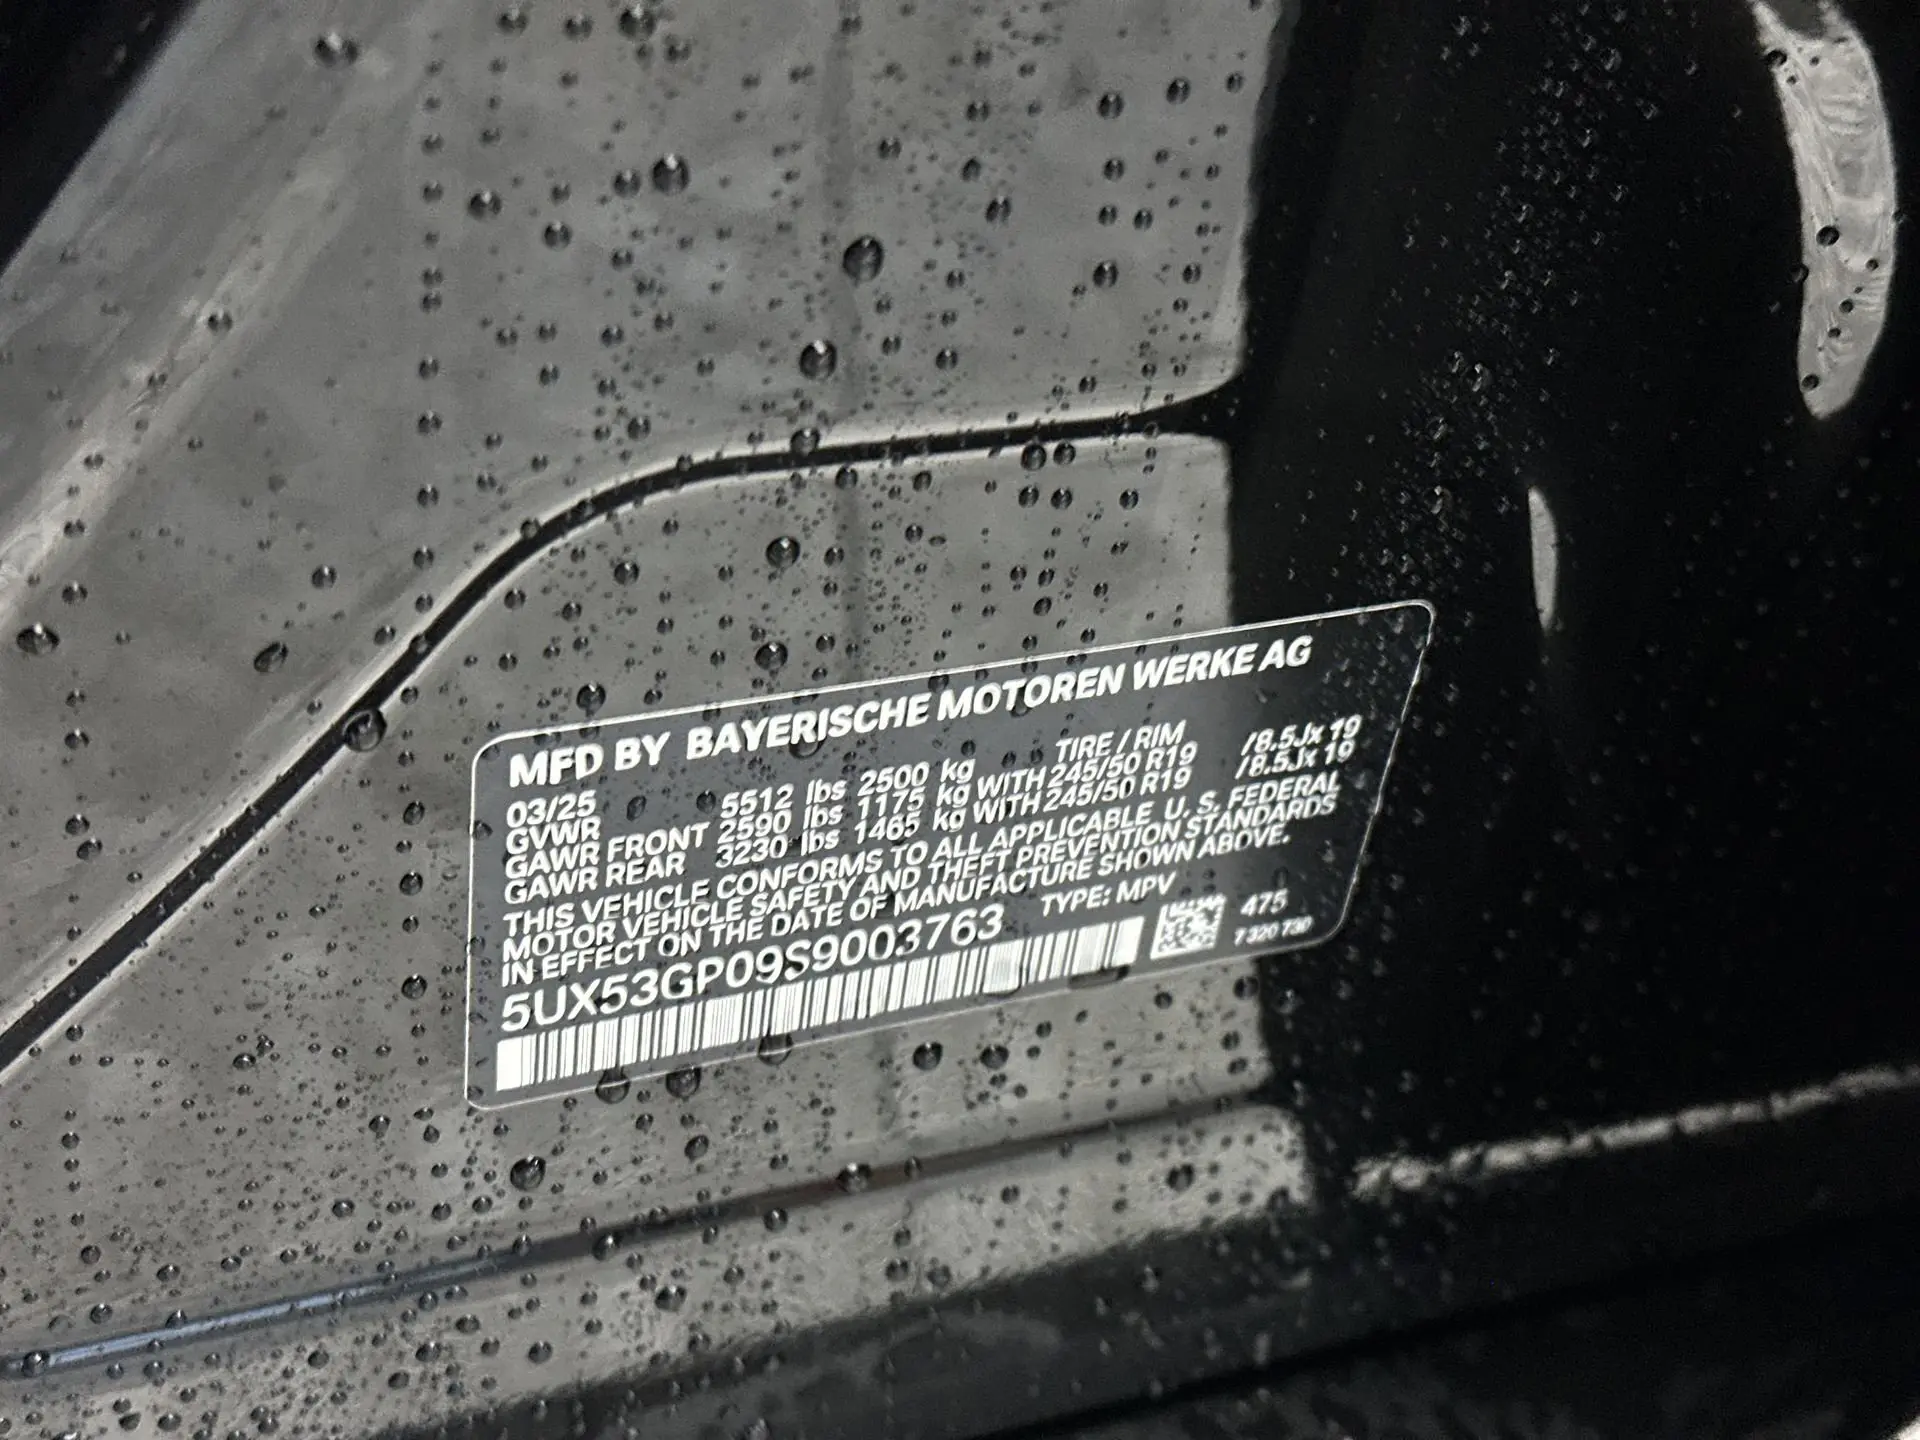 MFD BY BAYERISCHE MOTOREN WERKE AG
03/25 TIRE / RIM
GVWR 5512 lbs 2500 kg
GAWR FRONT 2590 lbs 1175 kg WITH 245/50 R19 /8.5Jx 19
GAWR REAR 3230 lbs 1465 kg WITH 245/50 R19 /8.5Jx 19
THIS VEHICLE CONFORMS TO ALL APPLICABLE U. S. FEDERAL
MOTOR VEHICLE SAFETY AND THEFT PREVENTION STANDARDS
IN EFFECT ON THE DATE OF MANUFACTURE SHOWN ABOVE.
5UX53GP09S9003763 TYPE: MPV
475
7 320 730